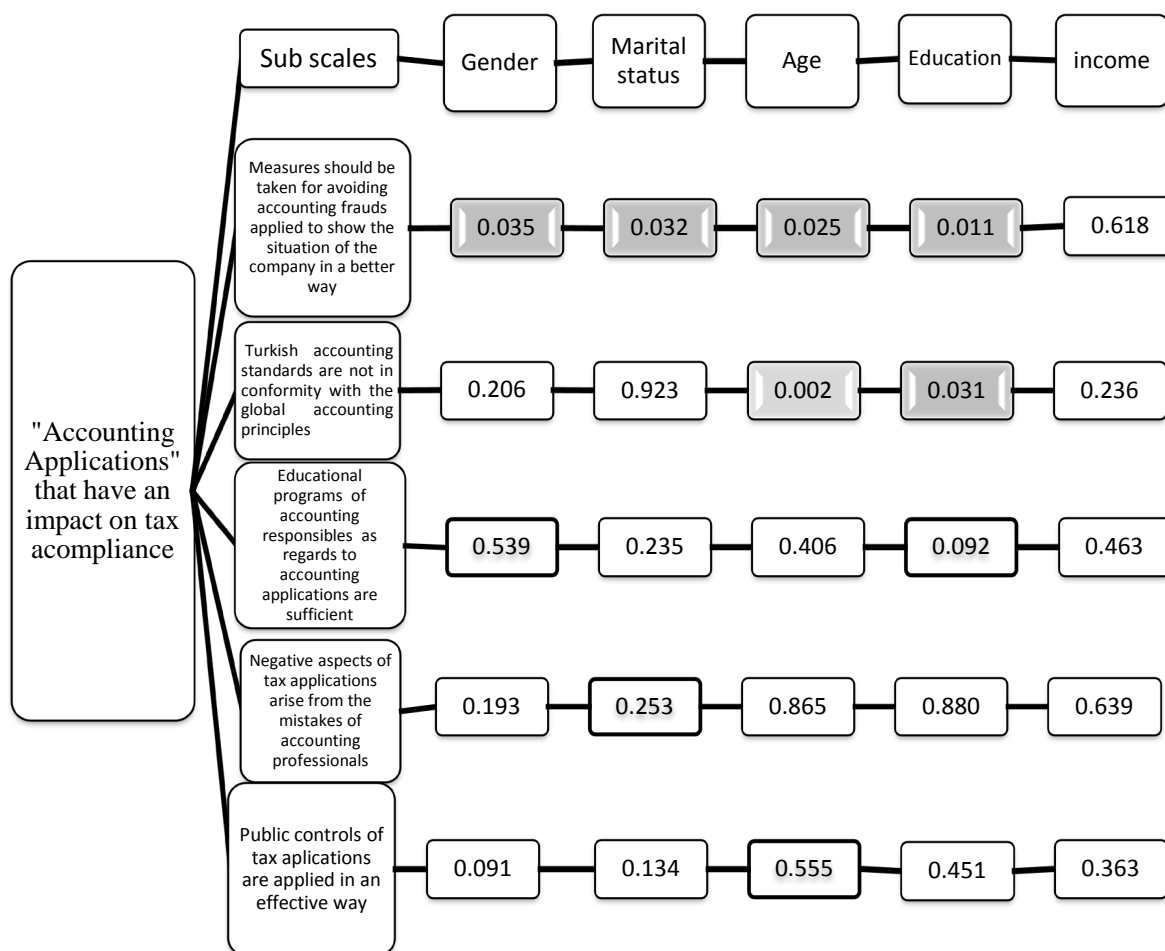 Sub scales
Gender
Marital
status
Age
Education
income
"Accounting
Applications"
that have an
impact on tax
acompliance
Measures should be
taken for avoiding
accounting frauds
applied to show the
situation of the
company in a better
way
0.035
0.032
0.025
0.011
0.618
Turkish accounting
standards are not in
conformity with the
global accounting
principles
0.206
0.923
0.002
0.031
0.236
Educational
programs of
accounting
responsibles as
regards to
accounting
applications are
sufficient
0.539
0.235
0.406
0.092
0.463
Negative aspects of
tax applications
arise from the
mistakes of
accounting
professionals
0.193
0.253
0.865
0.880
0.639
Public controls of
tax aplications
are applied in an
effective way
0.091
0.134
0.555
0.451
0.363